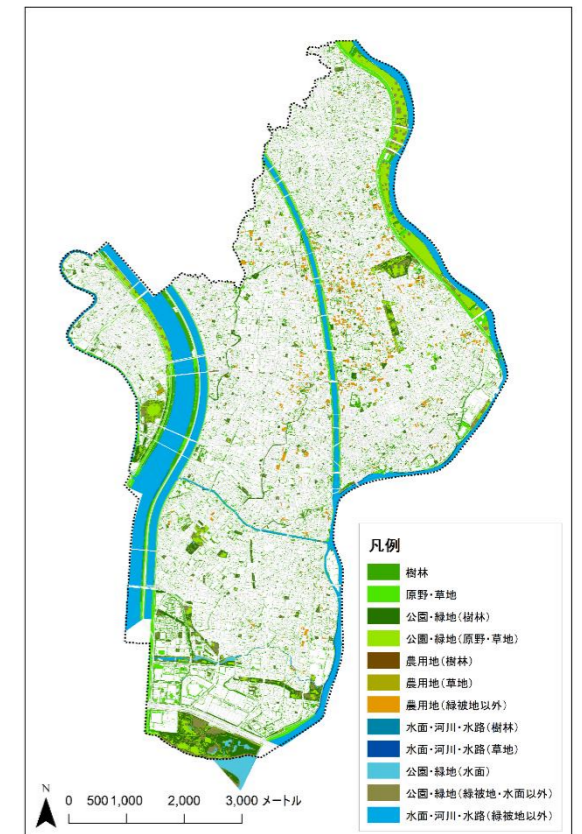 凡例
樹林
原野・草地
公園・緑地(樹林)
公園・緑地(原野・草地)
農用地(樹林)
農用地(草地)
農用地(緑被地以外)
水面・河川・水路(樹林)
水面・河川・水路(草地)
公園・緑地(水面)
公園・緑地(緑被地・水面以外)
水面・河川・水路(緑被地以外)
N
0 500 1,000 2,000 3,000 メートル